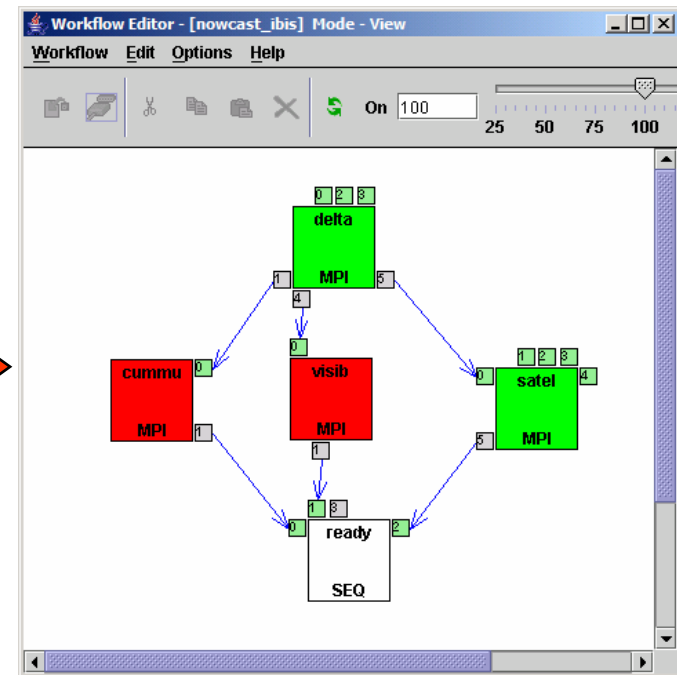 Workflow Editor - [nowcast_ibis] Mode - View
Workflow Edit Options Help
On 100
25 50 75 100
0 2 3
delta
MPI
1 5
4
0
cummu 0
MPI 1
visib
MPI
1
1 2 3
0 satel 4
5 MPI
1 3
0 ready 2
SEQ